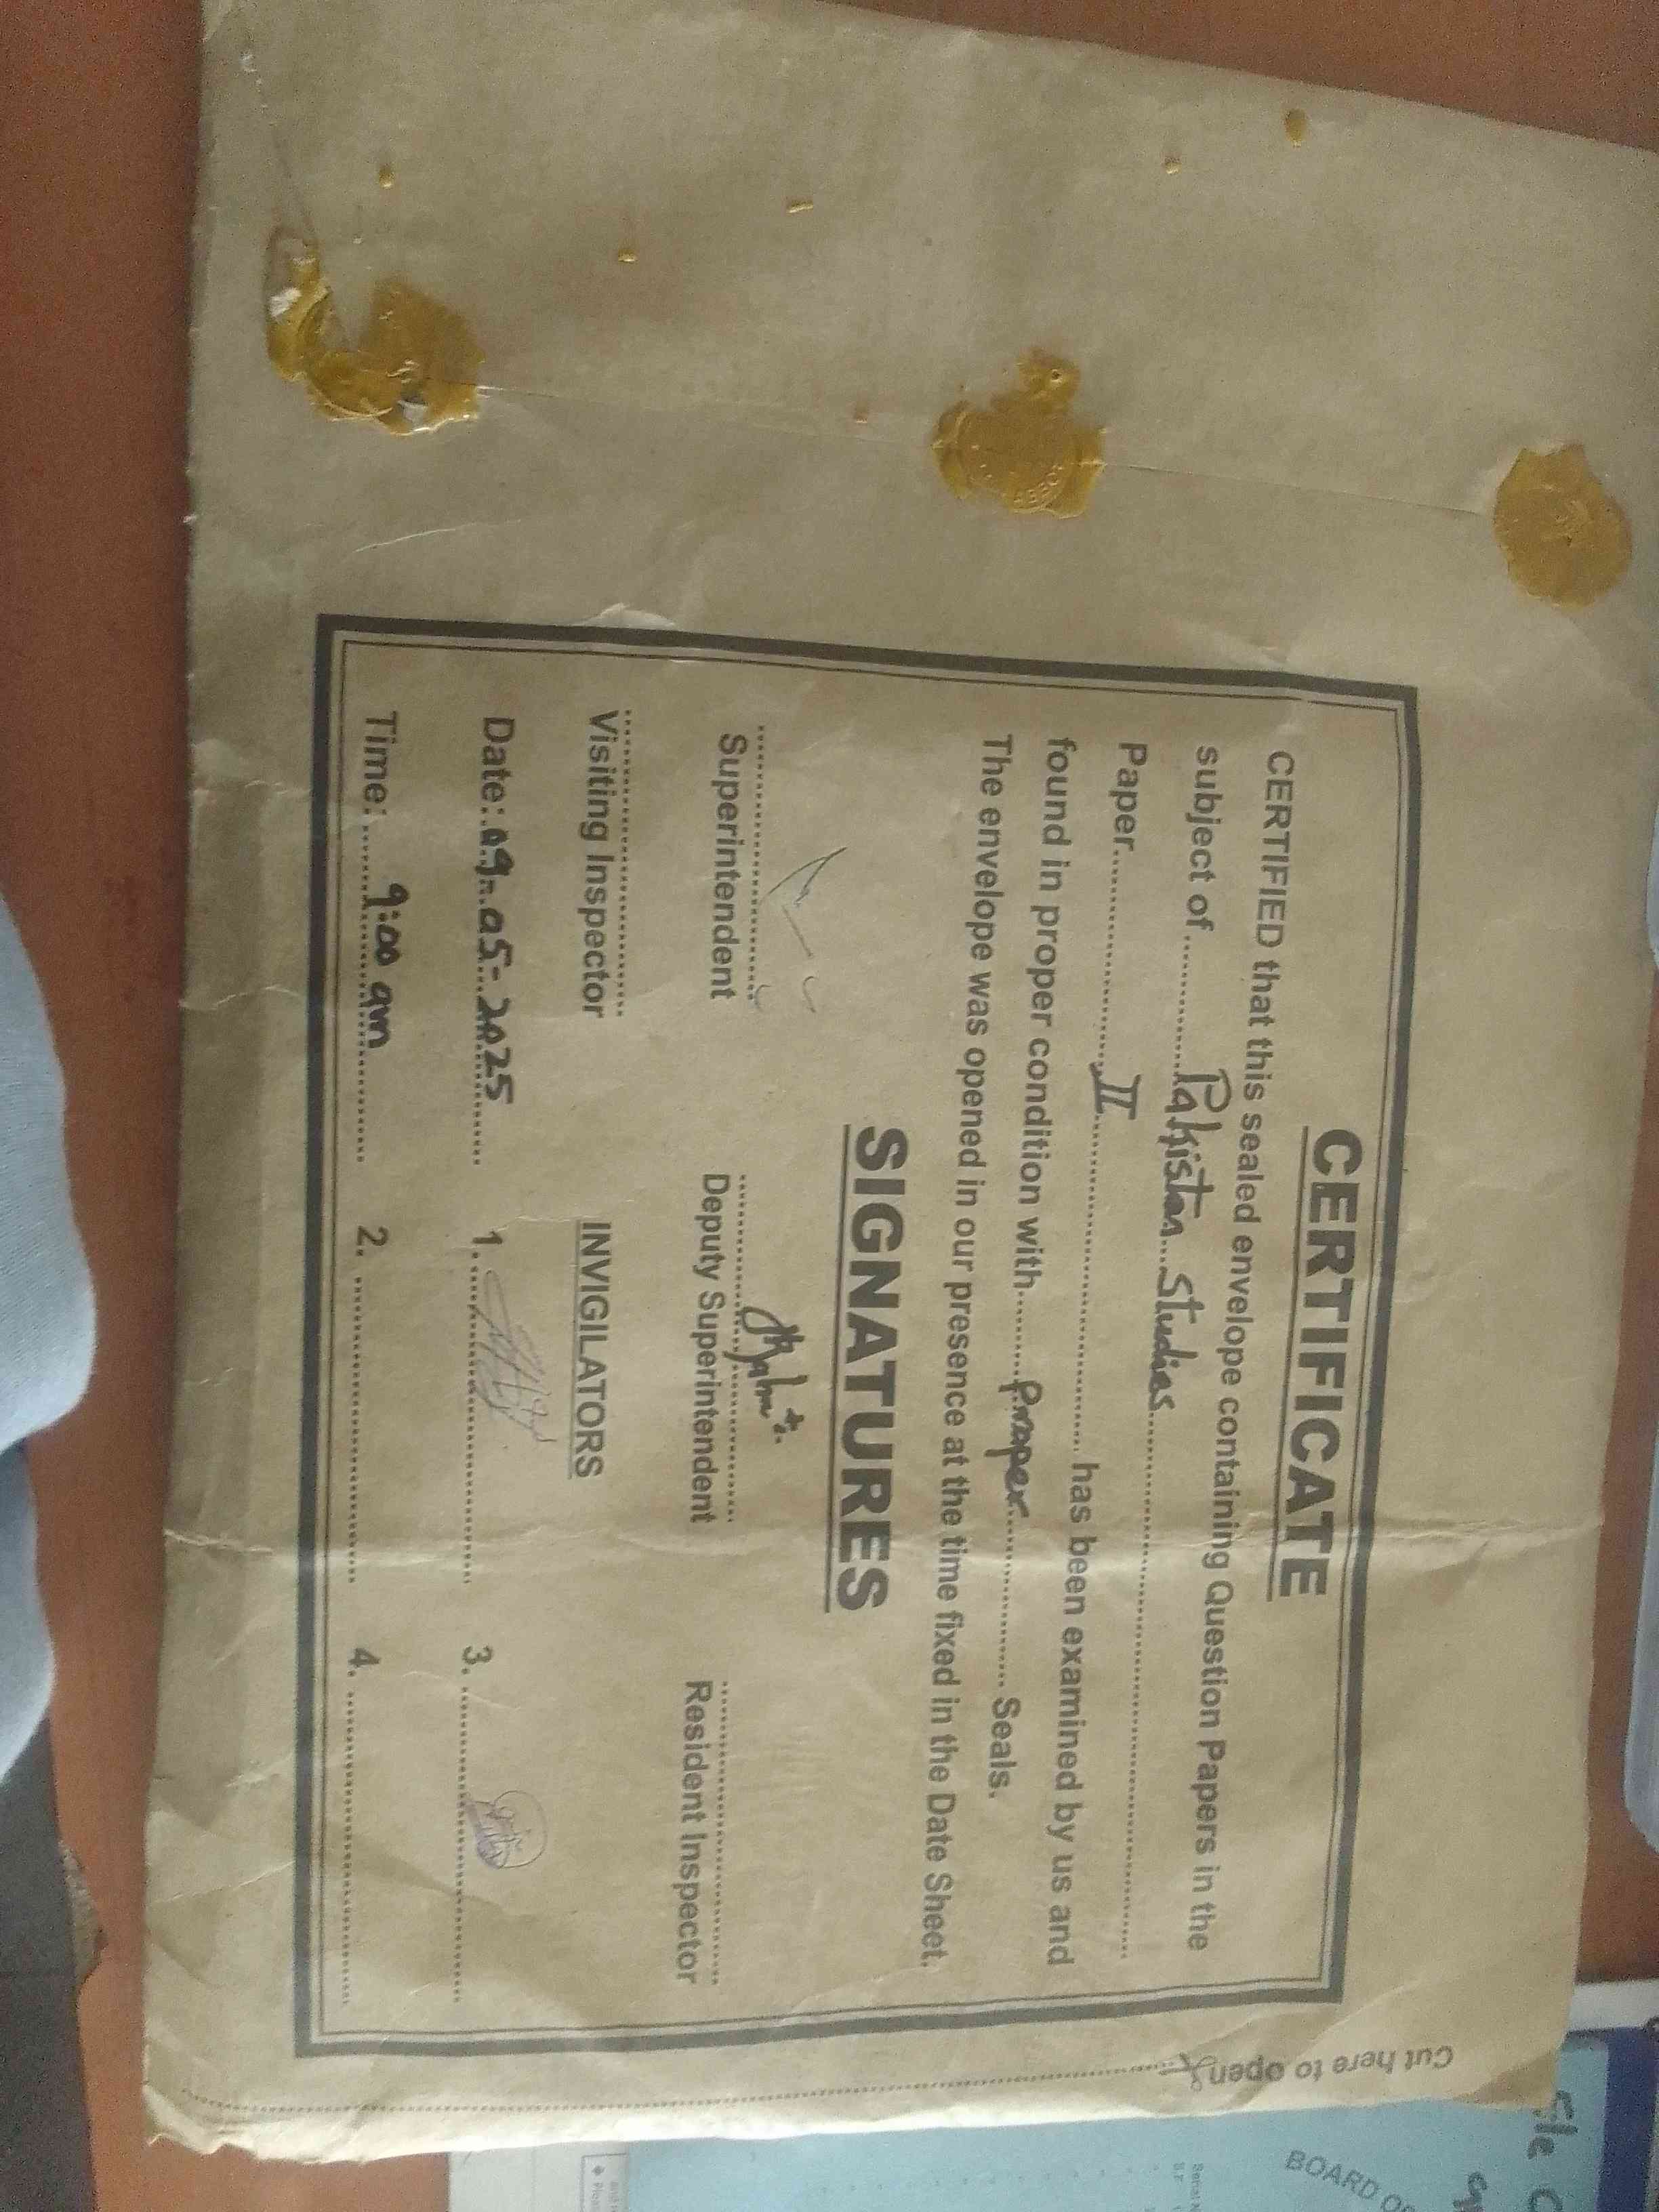 CERTIFICATE
CERTIFIED that this sealed envelope containing Question Papers in the
subject of Pakistan Studies
Paper II has been examined by us and
found in proper condition with Proper Seals.
The envelope was opened in our presence at the time fixed in the Date Sheet.
SIGNATURES
Superintendent Deputy Superintendent Resident Inspector
Visiting Inspector INVIGILATORS
Date: 09-05-2025 1. 3.
Time: 9:00 am 2. 4.
Cut here to open
BOARD
File